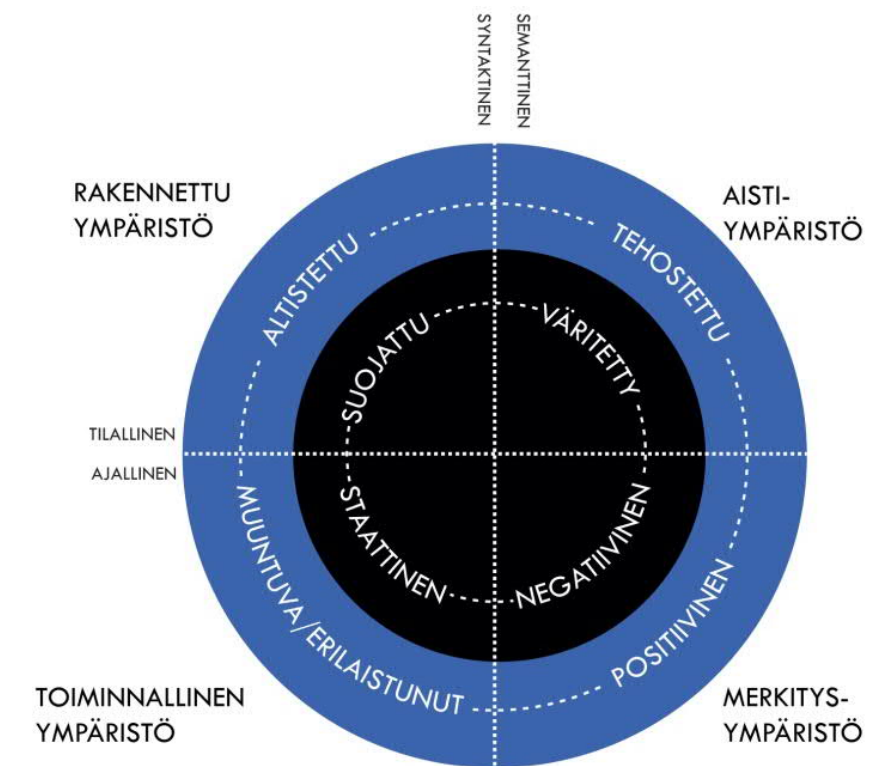 SYNTAKTINEN
SEMANTTINEN
RAKENNETTU
YMPÄRISTÖ
AISTI-
YMPÄRISTÖ
ALTISTETTU
TEHOSTETTU
SUOJATTU
VÄRITETTY
TILALLINEN
AJALLINEN
STAATTINEN
NEGATIIVINEN
MUUNTUVA/ERILAISTUNUT
POSITIIVINEN
TOIMINNALLINEN
YMPÄRISTÖ
MERKITYS-
YMPÄRISTÖ